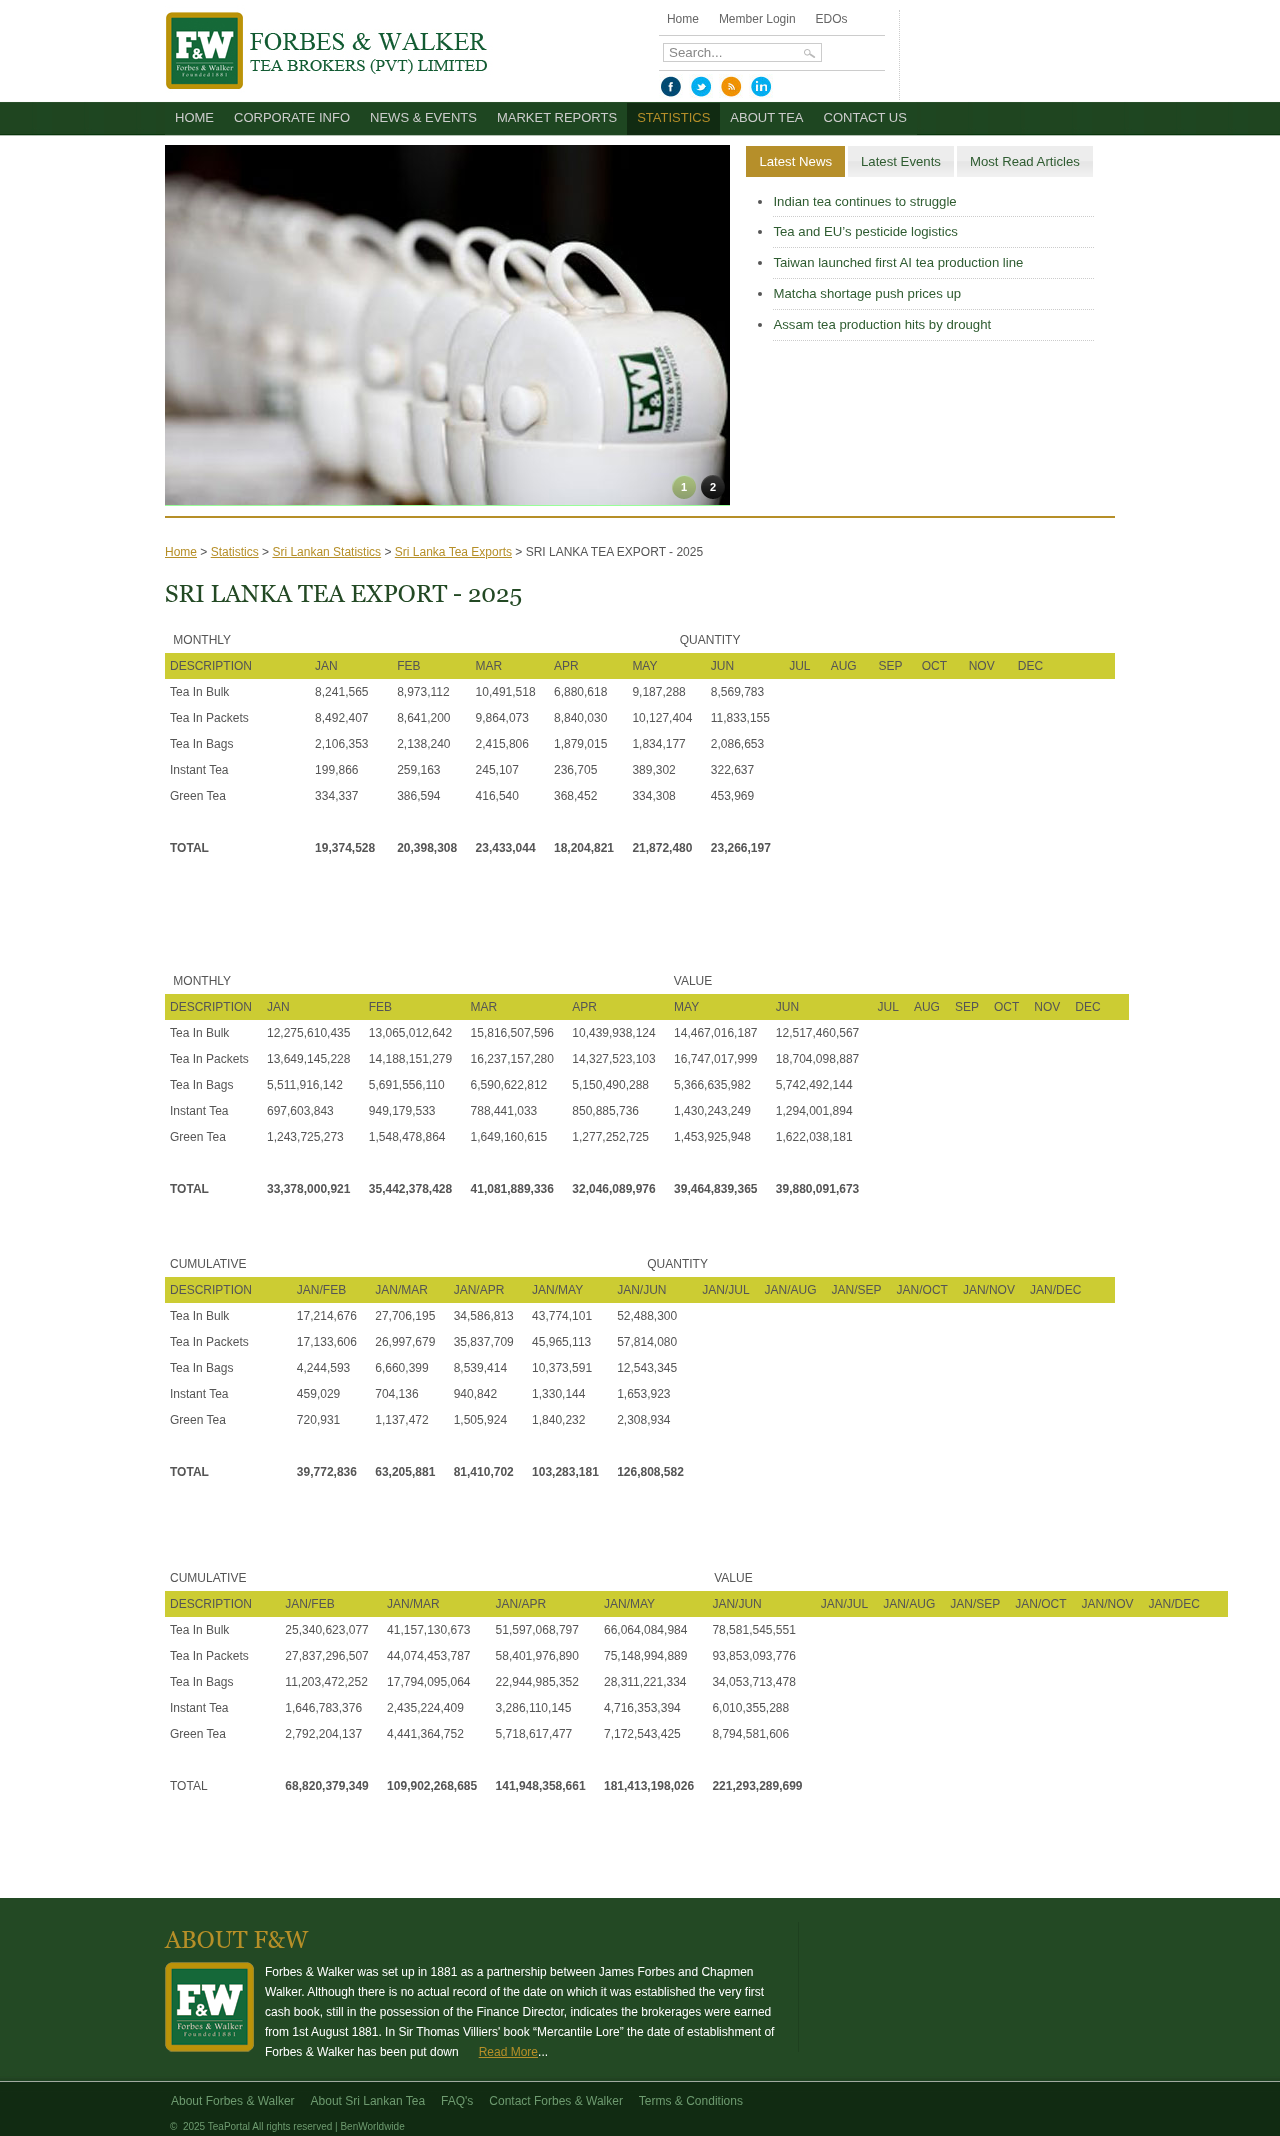 F&W
Forbes & Walker
Founded 1881
FORBES & WALKER
TEA BROKERS (PVT) LIMITED
Home Member Login EDOs
Search...
HOME CORPORATE INFO NEWS & EVENTS MARKET REPORTS STATISTICS ABOUT TEA CONTACT US
F&W
FORBES & WALKER
TEA BROKERS (PVT) LTD
1 2
Latest News Latest Events Most Read Articles
Indian tea continues to struggle
Tea and EU's pesticide logistics
Taiwan launched first AI tea production line
Matcha shortage push prices up
Assam tea production hits by drought
Home > Statistics > Sri Lankan Statistics > Sri Lanka Tea Exports > SRI LANKA TEA EXPORT - 2025
SRI LANKA TEA EXPORT - 2025
MONTHLY QUANTITY
DESCRIPTION JAN FEB MAR APR MAY JUN JUL AUG SEP OCT NOV DEC
Tea In Bulk 8,241,565 8,973,112 10,491,518 6,880,618 9,187,288 8,569,783
Tea In Packets 8,492,407 8,641,200 9,864,073 8,840,030 10,127,404 11,833,155
Tea In Bags 2,106,353 2,138,240 2,415,806 1,879,015 1,834,177 2,086,653
Instant Tea 199,866 259,163 245,107 236,705 389,302 322,637
Green Tea 334,337 386,594 416,540 368,452 334,308 453,969
TOTAL 19,374,528 20,398,308 23,433,044 18,204,821 21,872,480 23,266,197
MONTHLY VALUE
DESCRIPTION JAN FEB MAR APR MAY JUN JUL AUG SEP OCT NOV DEC
Tea In Bulk 12,275,610,435 13,065,012,642 15,816,507,596 10,439,938,124 14,467,016,187 12,517,460,567
Tea In Packets 13,649,145,228 14,188,151,279 16,237,157,280 14,327,523,103 16,747,017,999 18,704,098,887
Tea In Bags 5,511,916,142 5,691,556,110 6,590,622,812 5,150,490,288 5,366,635,982 5,742,492,144
Instant Tea 697,603,843 949,179,533 788,441,033 850,885,736 1,430,243,249 1,294,001,894
Green Tea 1,243,725,273 1,548,478,864 1,649,160,615 1,277,252,725 1,453,925,948 1,622,038,181
TOTAL 33,378,000,921 35,442,378,428 41,081,889,336 32,046,089,976 39,464,839,365 39,880,091,673
CUMULATIVE QUANTITY
DESCRIPTION JAN/FEB JAN/MAR JAN/APR JAN/MAY JAN/JUN JAN/JUL JAN/AUG JAN/SEP JAN/OCT JAN/NOV JAN/DEC
Tea In Bulk 17,214,676 27,706,195 34,586,813 43,774,101 52,488,300
Tea In Packets 17,133,606 26,997,679 35,837,709 45,965,113 57,814,080
Tea In Bags 4,244,593 6,660,399 8,539,414 10,373,591 12,543,345
Instant Tea 459,029 704,136 940,842 1,330,144 1,653,923
Green Tea 720,931 1,137,472 1,505,924 1,840,232 2,308,934
TOTAL 39,772,836 63,205,881 81,410,702 103,283,181 126,808,582
CUMULATIVE VALUE
DESCRIPTION JAN/FEB JAN/MAR JAN/APR JAN/MAY JAN/JUN JAN/JUL JAN/AUG JAN/SEP JAN/OCT JAN/NOV JAN/DEC
Tea In Bulk 25,340,623,077 41,157,130,673 51,597,068,797 66,064,084,984 78,581,545,551
Tea In Packets 27,837,296,507 44,074,453,787 58,401,976,890 75,148,994,889 93,853,093,776
Tea In Bags 11,203,472,252 17,794,095,064 22,944,985,352 28,311,221,334 34,053,713,478
Instant Tea 1,646,783,376 2,435,224,409 3,286,110,145 4,716,353,394 6,010,355,288
Green Tea 2,792,204,137 4,441,364,752 5,718,617,477 7,172,543,425 8,794,581,606
TOTAL 68,820,379,349 109,902,268,685 141,948,358,661 181,413,198,026 221,293,289,699
ABOUT F&W
F&W
Forbes & Walker
Founded 1881
Forbes & Walker was set up in 1881 as a partnership between James Forbes and Chapmen
Walker. Although there is no actual record of the date on which it was established the very first
cash book, still in the possession of the Finance Director, indicates the brokerages were earned
from 1st August 1881. In Sir Thomas Villiers' book “Mercantile Lore” the date of establishment of
Forbes & Walker has been put down Read More...
About Forbes & Walker About Sri Lankan Tea FAQ's Contact Forbes & Walker Terms & Conditions
© 2025 TeaPortal All rights reserved | BenWorldwide